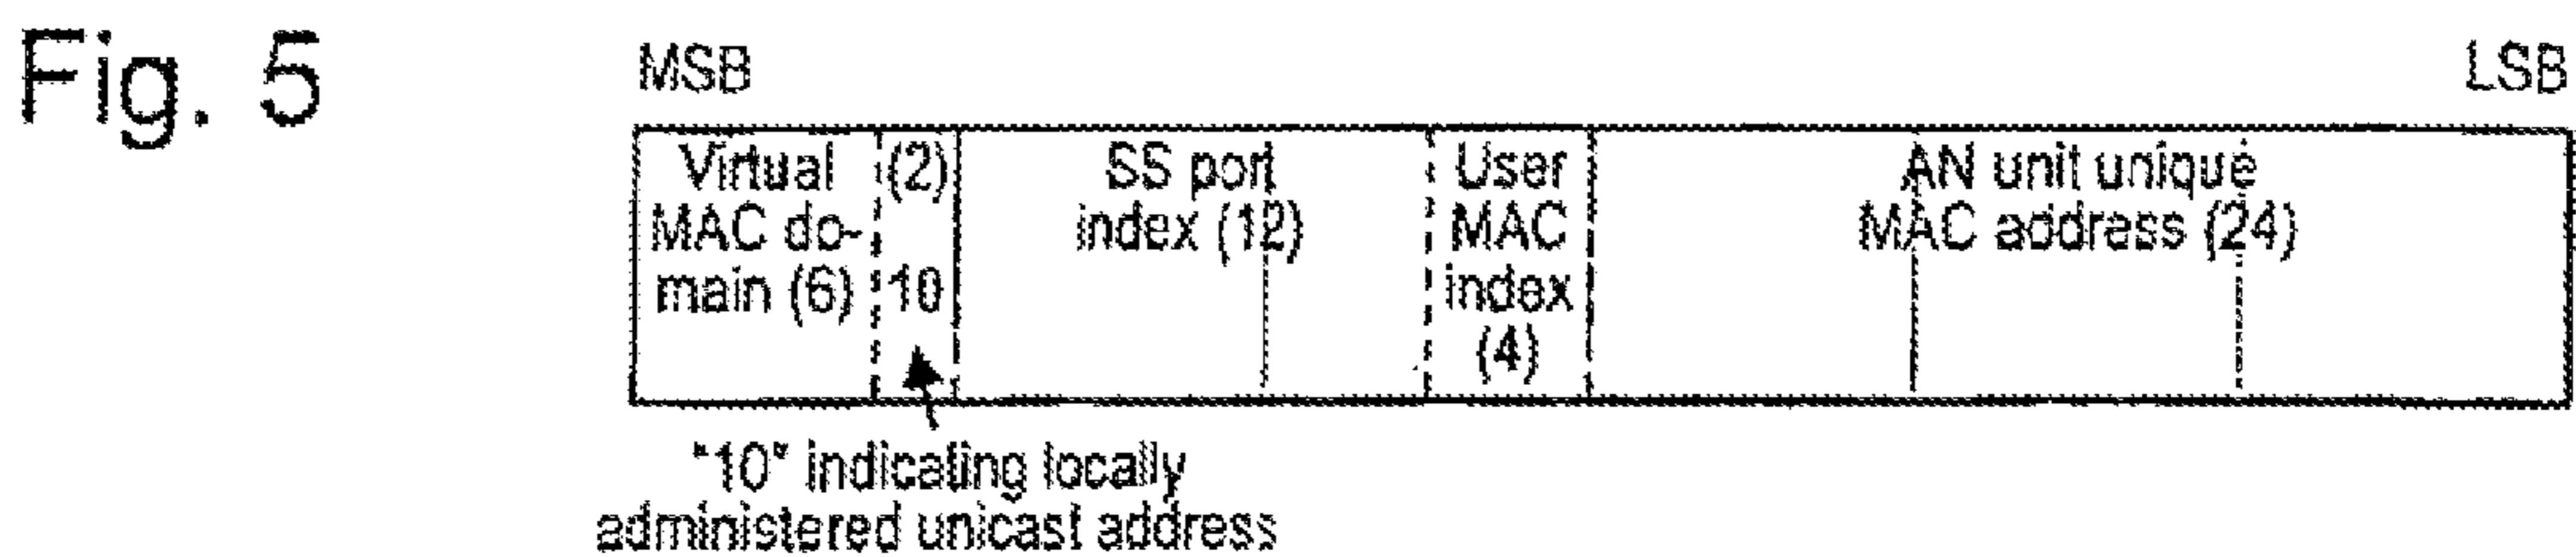 Fig. 5
MSB
LSB
Virtual
MAC do-
main (6)
(2)
10
SS port
index (12)
User
MAC
index
(4)
AN unit unique
MAC address (24)
"10" indicating locally
administered unicast address